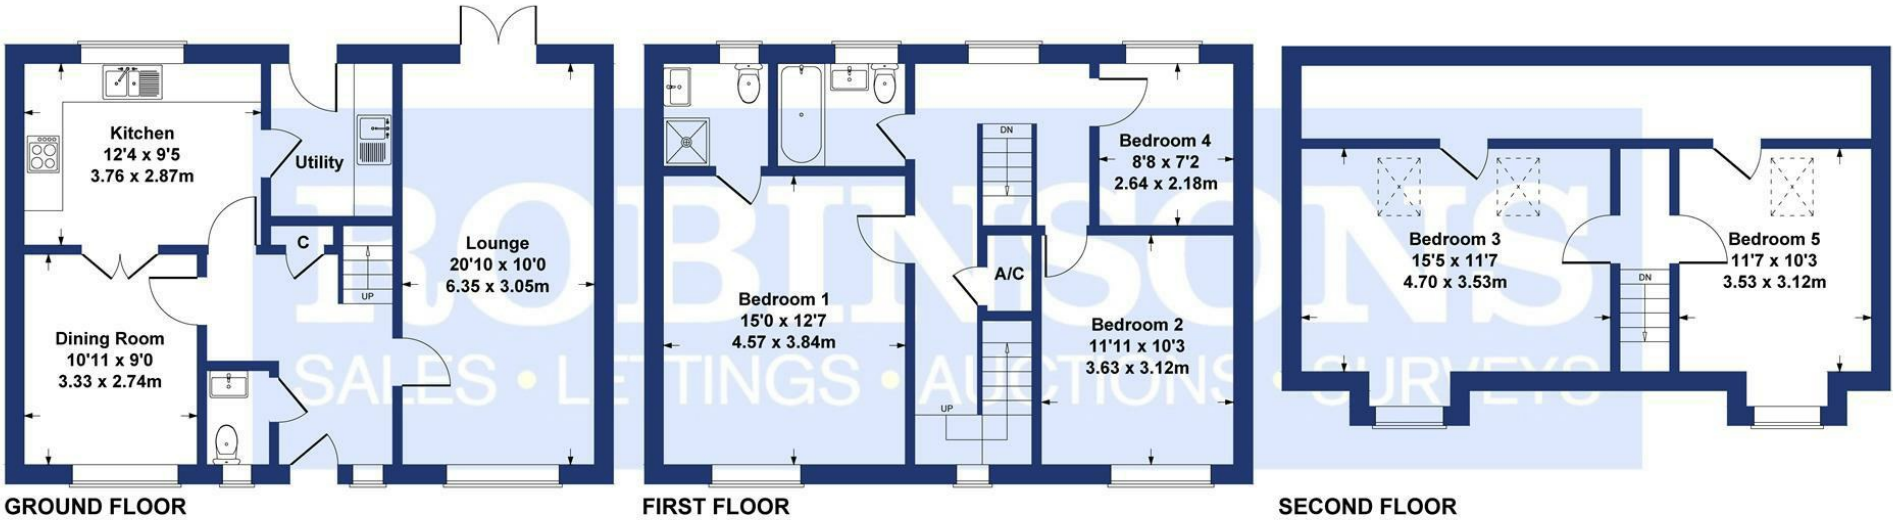 Kitchen
12'4 x 9'5
3.76 x 2.87m
Utility
C
UP
Lounge
20'10 x 10'0
6.35 x 3.05m
Dining Room
10'11 x 9'0
3.33 x 2.74m
GROUND FLOOR
DN
Bedroom 4
8'8 x 7'2
2.64 x 2.18m
A/C
Bedroom 1
15'0 x 12'7
4.57 x 3.84m
Bedroom 2
11'11 x 10'3
3.63 x 3.12m
UP
FIRST FLOOR
Bedroom 3
15'5 x 11'7
4.70 x 3.53m
DN
Bedroom 5
11'7 x 10'3
3.53 x 3.12m
SECOND FLOOR
ROBINSONS
SALES • LETTINGS • AUCTIONS • SURVEYS